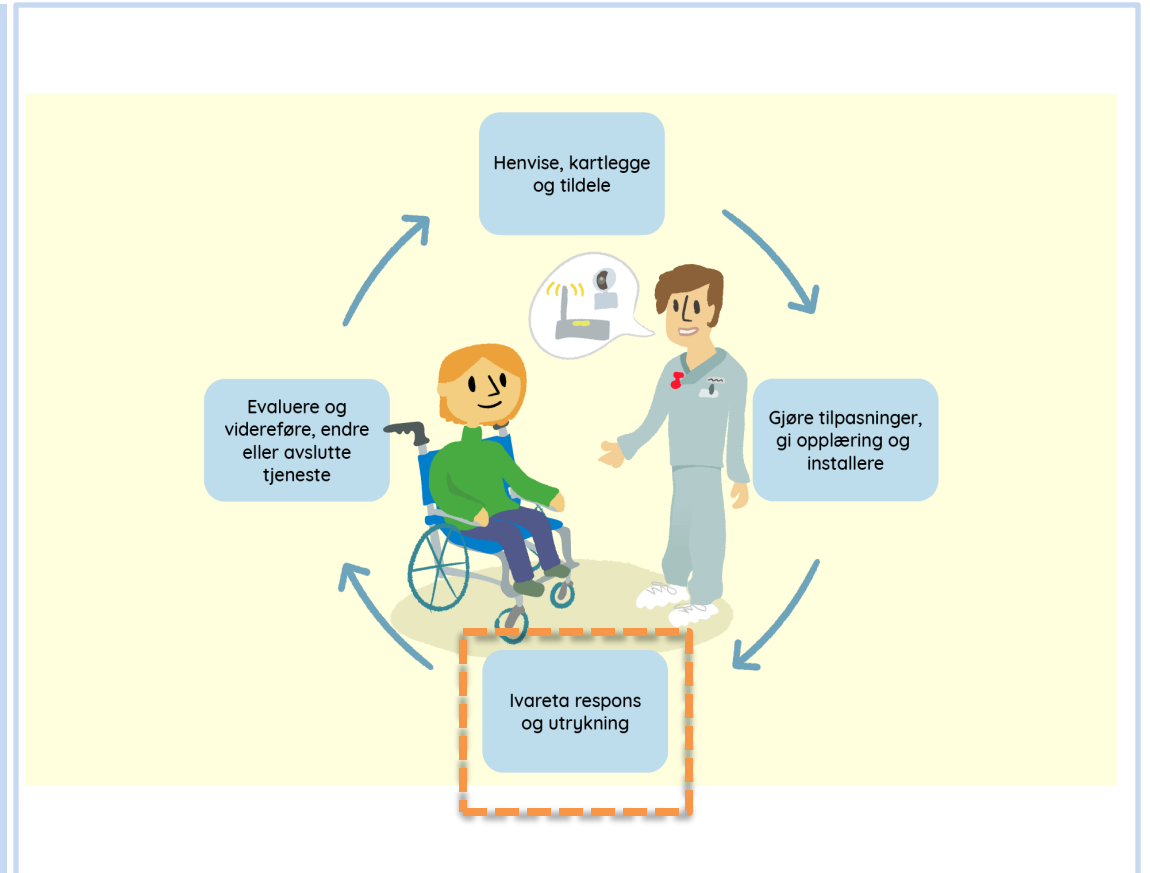 Henvise, kartlegge
og tildele
Gjøre tilpasninger,
gi opplæring og
installere
Ivareta respons
og utrykning
Evaluere og
videreføre, endre
eller avslutte
tjeneste